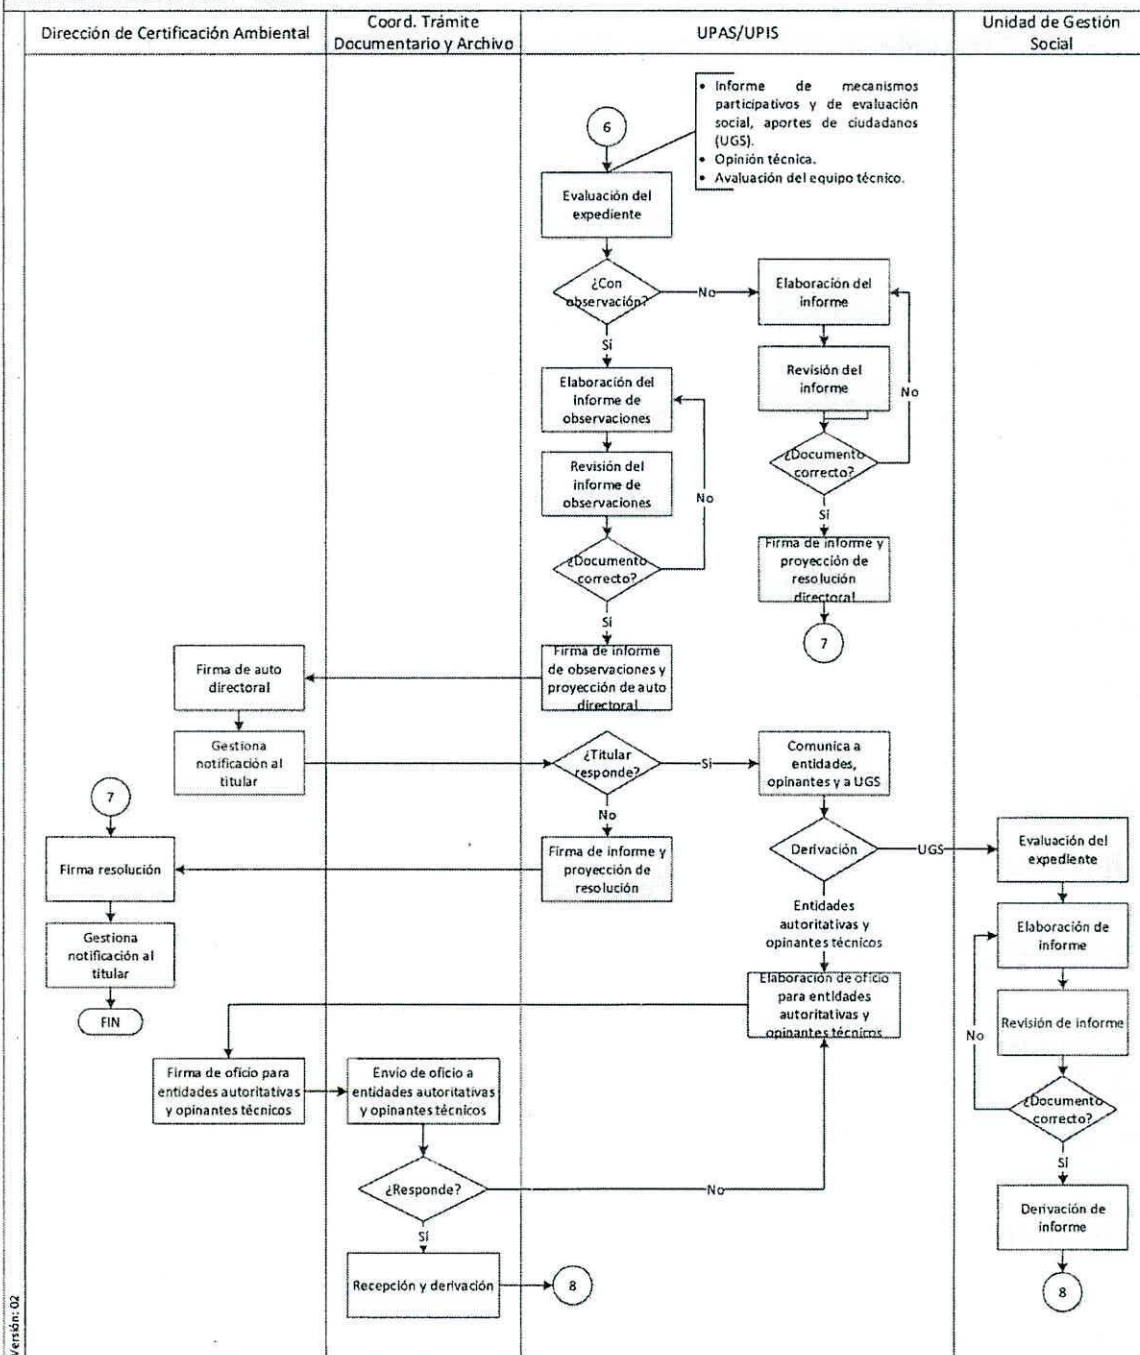 Dirección de Certificación Ambiental
Coord. Trámite
Documentario y Archivo
UPAS/UPIS
Unidad de Gestión
Social
• Informe de mecanismos
participativos y de evaluación
social, aportes de ciudadanos
(UGS).
• Opinión técnica.
• Avaluación del equipo técnico.
6
Evaluación del
expediente
¿Con
observación?
No
Elaboración del
informe
Sí
Revisión del
informe
No
Elaboración del
informe de
observaciones
Revisión del
informe de
observaciones
No
¿Documento
correcto?
Sí
Firma de informe y
proyección de
resolución
directoral
7
¿Documento
correcto?
Sí
Firma de informe
de observaciones y
proyección de auto
directoral
Firma de auto
directoral
Gestiona
notificación al
titular
¿Titular
responde?
Si
Comunica a
entidades,
opinantes y a UGS
No
7
Firma resolución
Firma de informe y
proyección de
resolución
Derivación
UGS
Evaluación del
expediente
Entidades
autoritativas y
opinantes técnicos
Gestiona
notificación al
titular
FIN
Elaboración de
informe
Elaboración de oficio
para entidades
autoritativas y
opinantes técnicos
Revisión de informe
No
Firma de oficio para
entidades autoritativas
y opinantes técnicos
Envío de oficio a
entidades autoritativas
y opinantes técnicos
¿Documento
correcto?
Sí
¿Responde?
No
Sí
Derivación de
informe
Recepción y derivación
8
8
Versión: 02